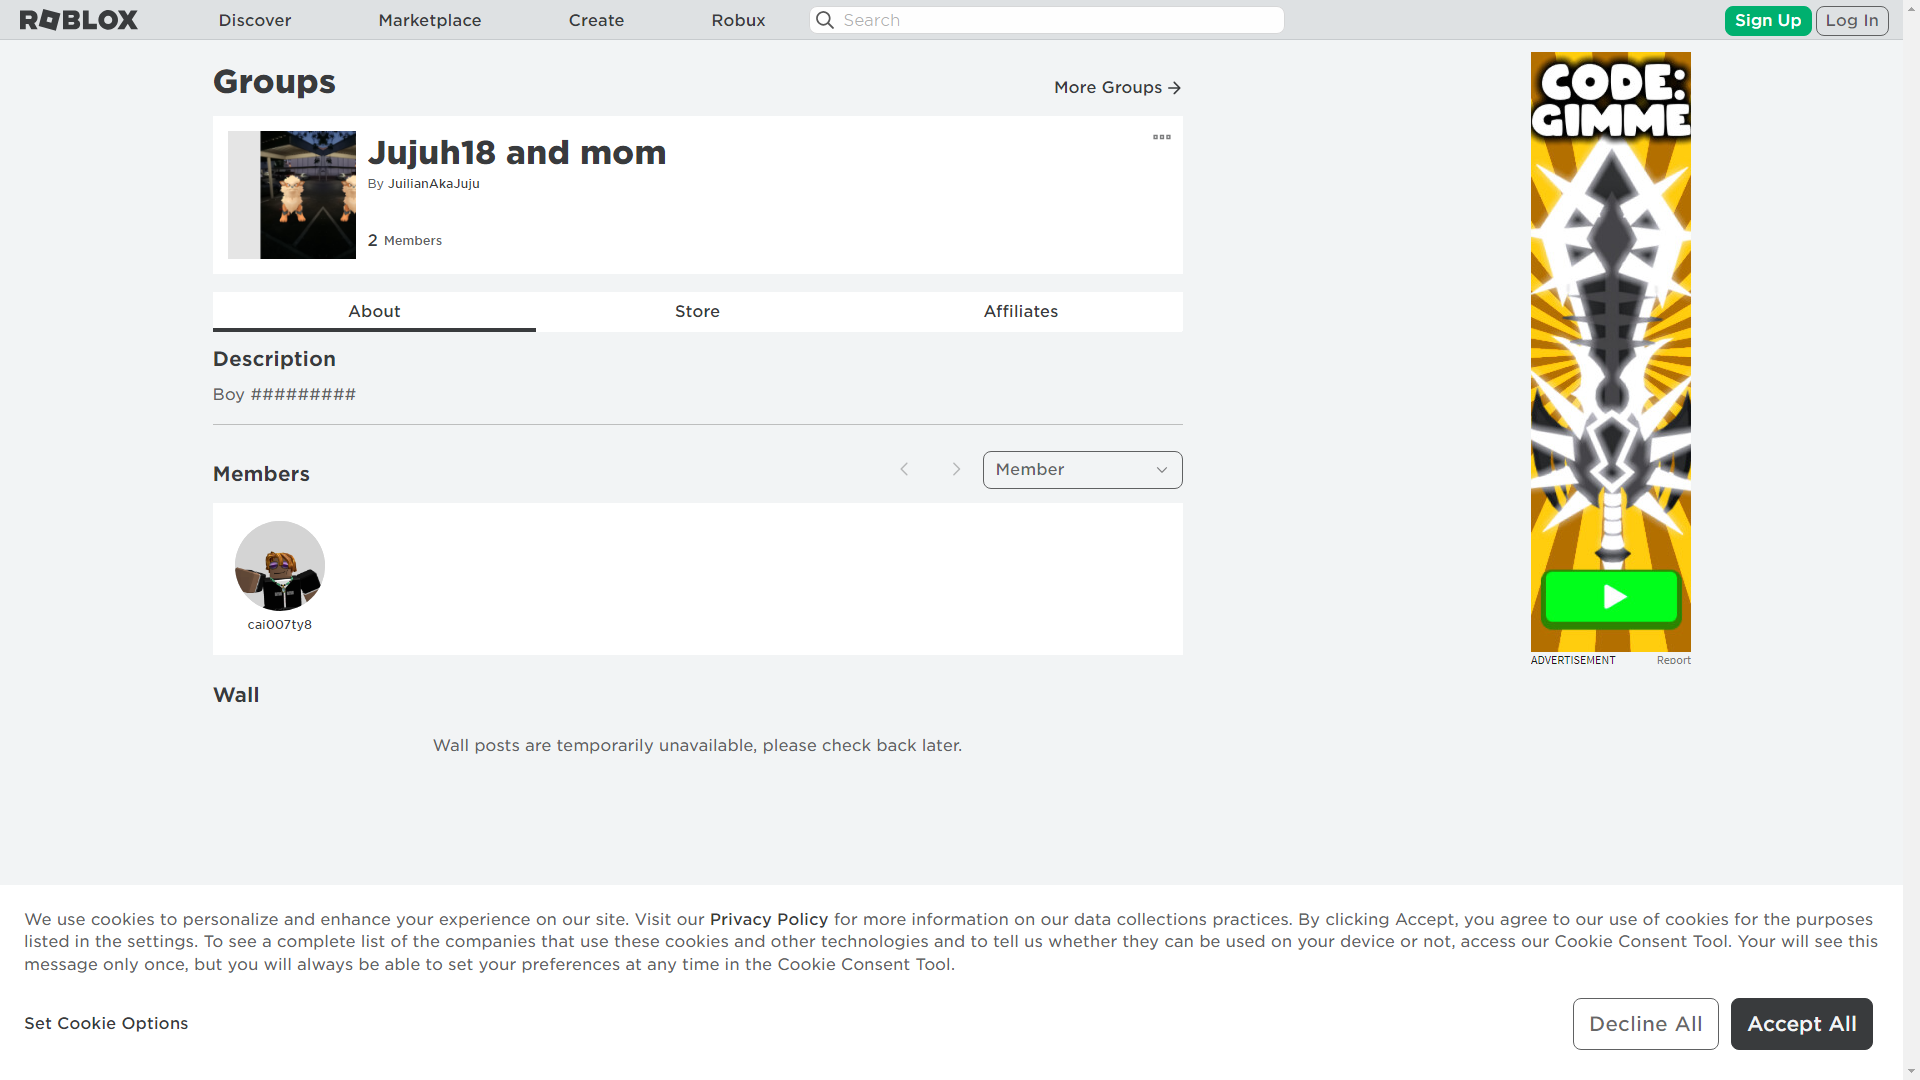 ROBLOX
Discover
Marketplace
Create
Robux
Search
Sign Up
Log In
Groups
More Groups
Jujuh18 and mom
By JuilianAkaJuju
2 Members
About
Store
Affiliates
Description
Boy #########
Members
Member
cai007ty8
Wall
Wall posts are temporarily unavailable, please check back later.
CODE:
GIMME
ADVERTISEMENT
Report
We use cookies to personalize and enhance your experience on our site. Visit our Privacy Policy for more information on our data collections practices. By clicking Accept, you agree to our use of cookies for the purposes
listed in the settings. To see a complete list of the companies that use these cookies and other technologies and to tell us whether they can be used on your device or not, access our Cookie Consent Tool. Your will see this
message only once, but you will always be able to set your preferences at any time in the Cookie Consent Tool.
Set Cookie Options
Decline All
Accept All